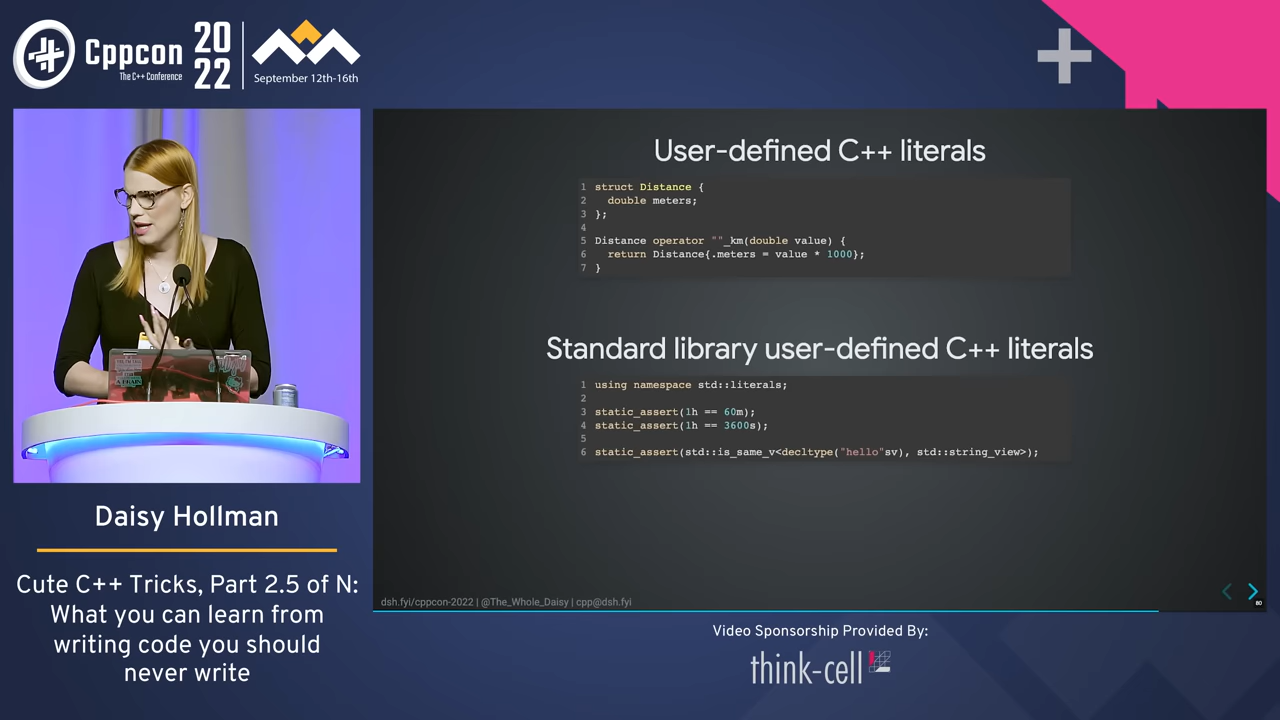 Cppcon
The C++ Conference
20
22
September 12th-16th
User-defined C++ literals
1 struct Distance {
2   double meters;
3 };
4
5 Distance operator ""_km(double value) {
6   return Distance{.meters = value * 1000};
7 }
Standard library user-defined C++ literals
1 using namespace std::literals;
2
3 static_assert(1h == 60m);
4 static_assert(1h == 3600s);
5
6 static_assert(std::is_same_v<decltype("hello"sv), std::string_view>);
dsh.fyi/cppcon-2022 | @The_Whole_Daisy | cpp@dsh.fyi
80
Daisy Hollman
Cute C++ Tricks, Part 2.5 of N:
What you can learn from
writing code you should
never write
Video Sponsorship Provided By:
think-cell